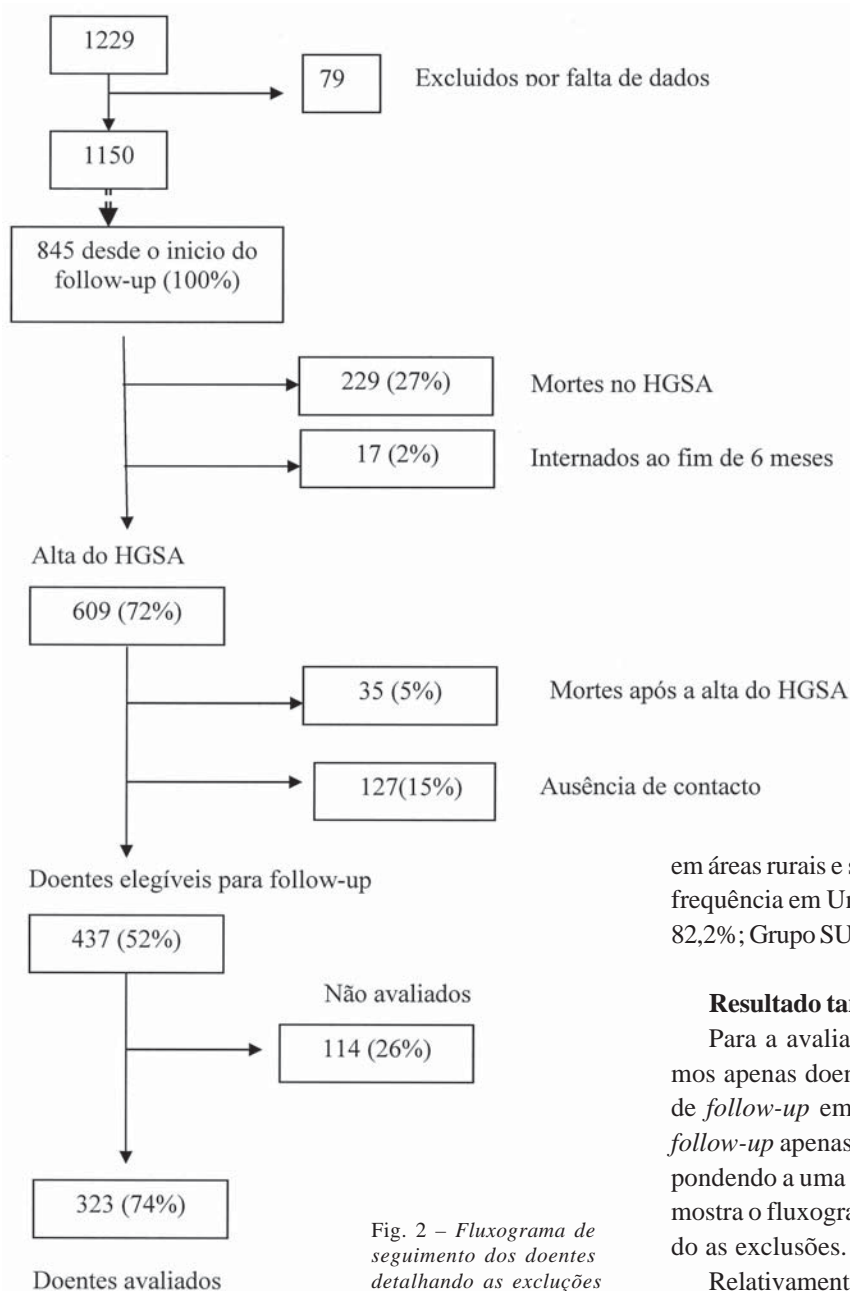 1229
79
Excluidos por falta de dados
1150
845 desde o inicio do
follow-up (100%)
229 (27%)
Mortes no HGSA
17 (2%)
Internados ao fim de 6 meses
Alta do HGSA
609 (72%)
35 (5%)
Mortes após a alta do HGSA
127(15%)
Ausência de contacto
Doentes elegíveis para follow-up
437 (52%)
Não avaliados
114 (26%)
323 (74%)
Doentes avaliados
Fig. 2 – Fluxograma de
seguimento dos doentes
detalhando as excluções
em áreas rurais e s
frequência em Un
82,2%; Grupo SU
Resultado ta
Para a avalia
mos apenas doen
de follow-up em
follow-up apenas
pondendo a uma
mostra o fluxogra
do as exclusões.
Relativament